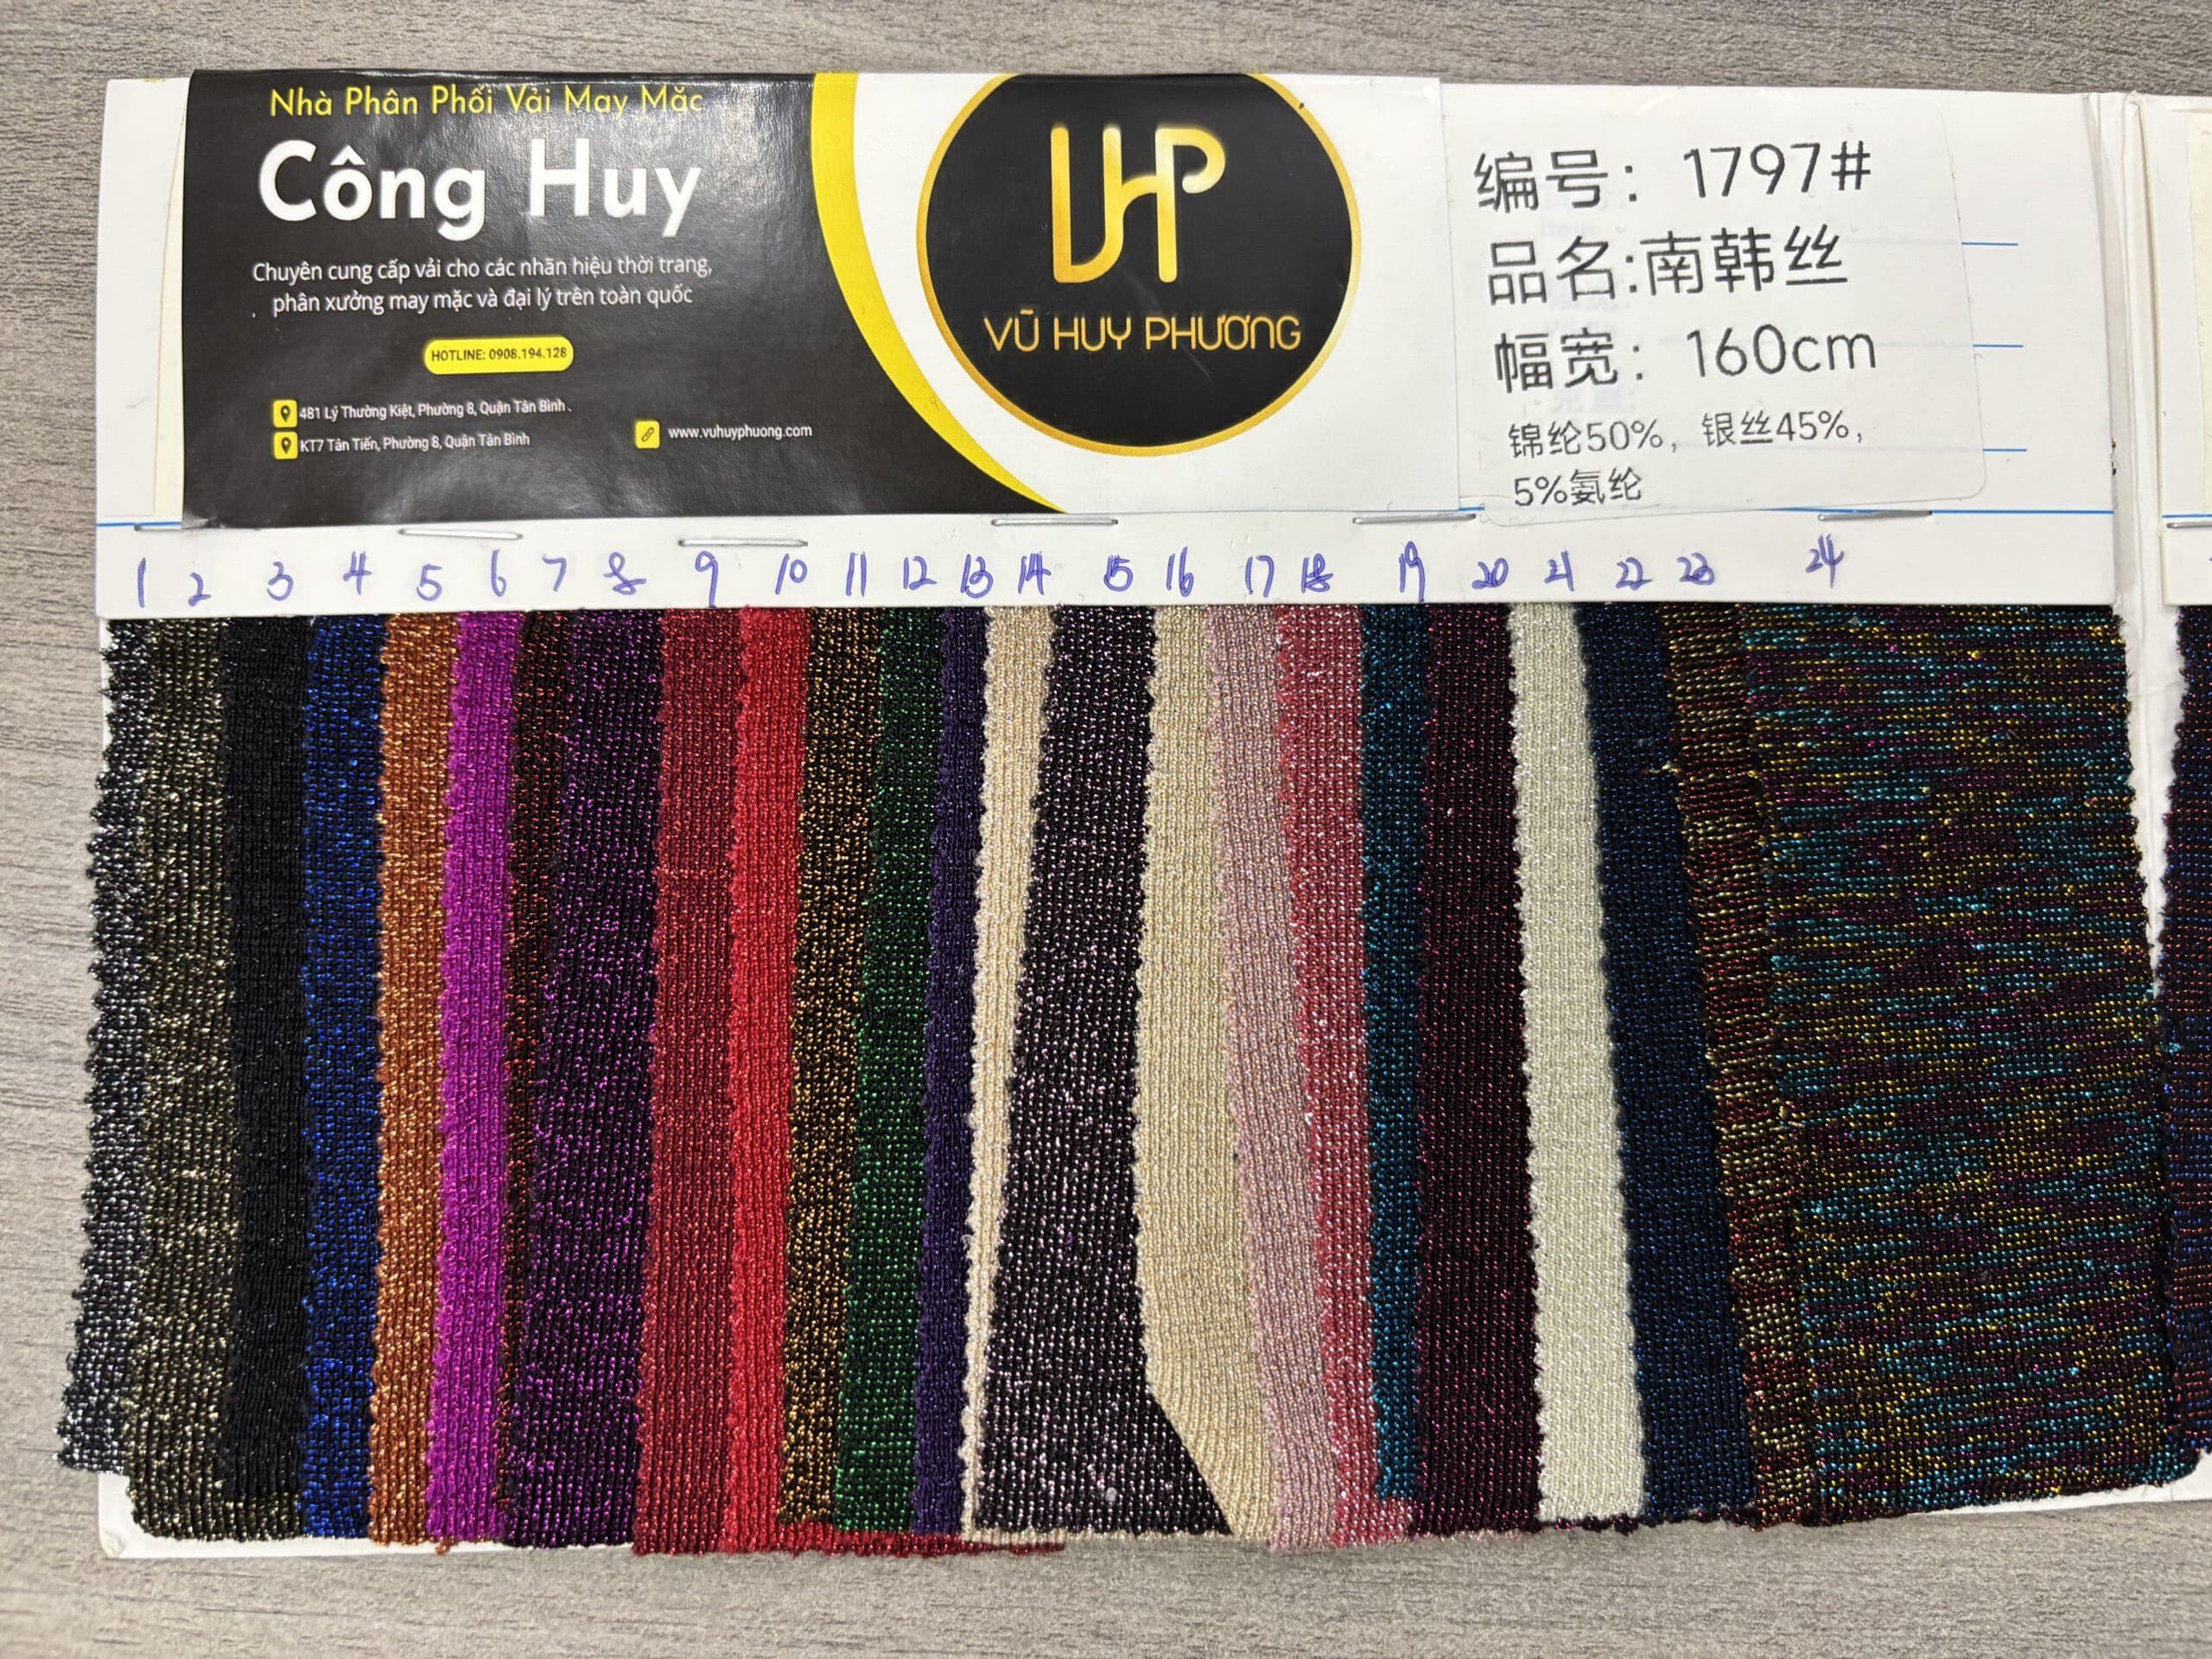 Nhà Phân Phối Vải May Mặc
Công Huy
Chuyên cung cấp vải cho các nhãn hiệu thời trang,
phân xưởng may mặc và đại lý trên toàn quốc
HOTLINE: 0908.194.128
481 Lý Thường Kiệt, Phường 8, Quận Tân Bình
KT7 Tân Tiến, Phường 8, Quận Tân Bình
www.vuhuyphuong.com
VHP
VŨ HUY PHƯƠNG
编号: 1797#
品名:南韩丝
幅宽: 160cm
锦纶50%, 银丝45%,
5%氨纶
1 2 3 4 5 6 7 8 9 10 11 12 13 14 15 16 17 18 19 20 21 22 23 24